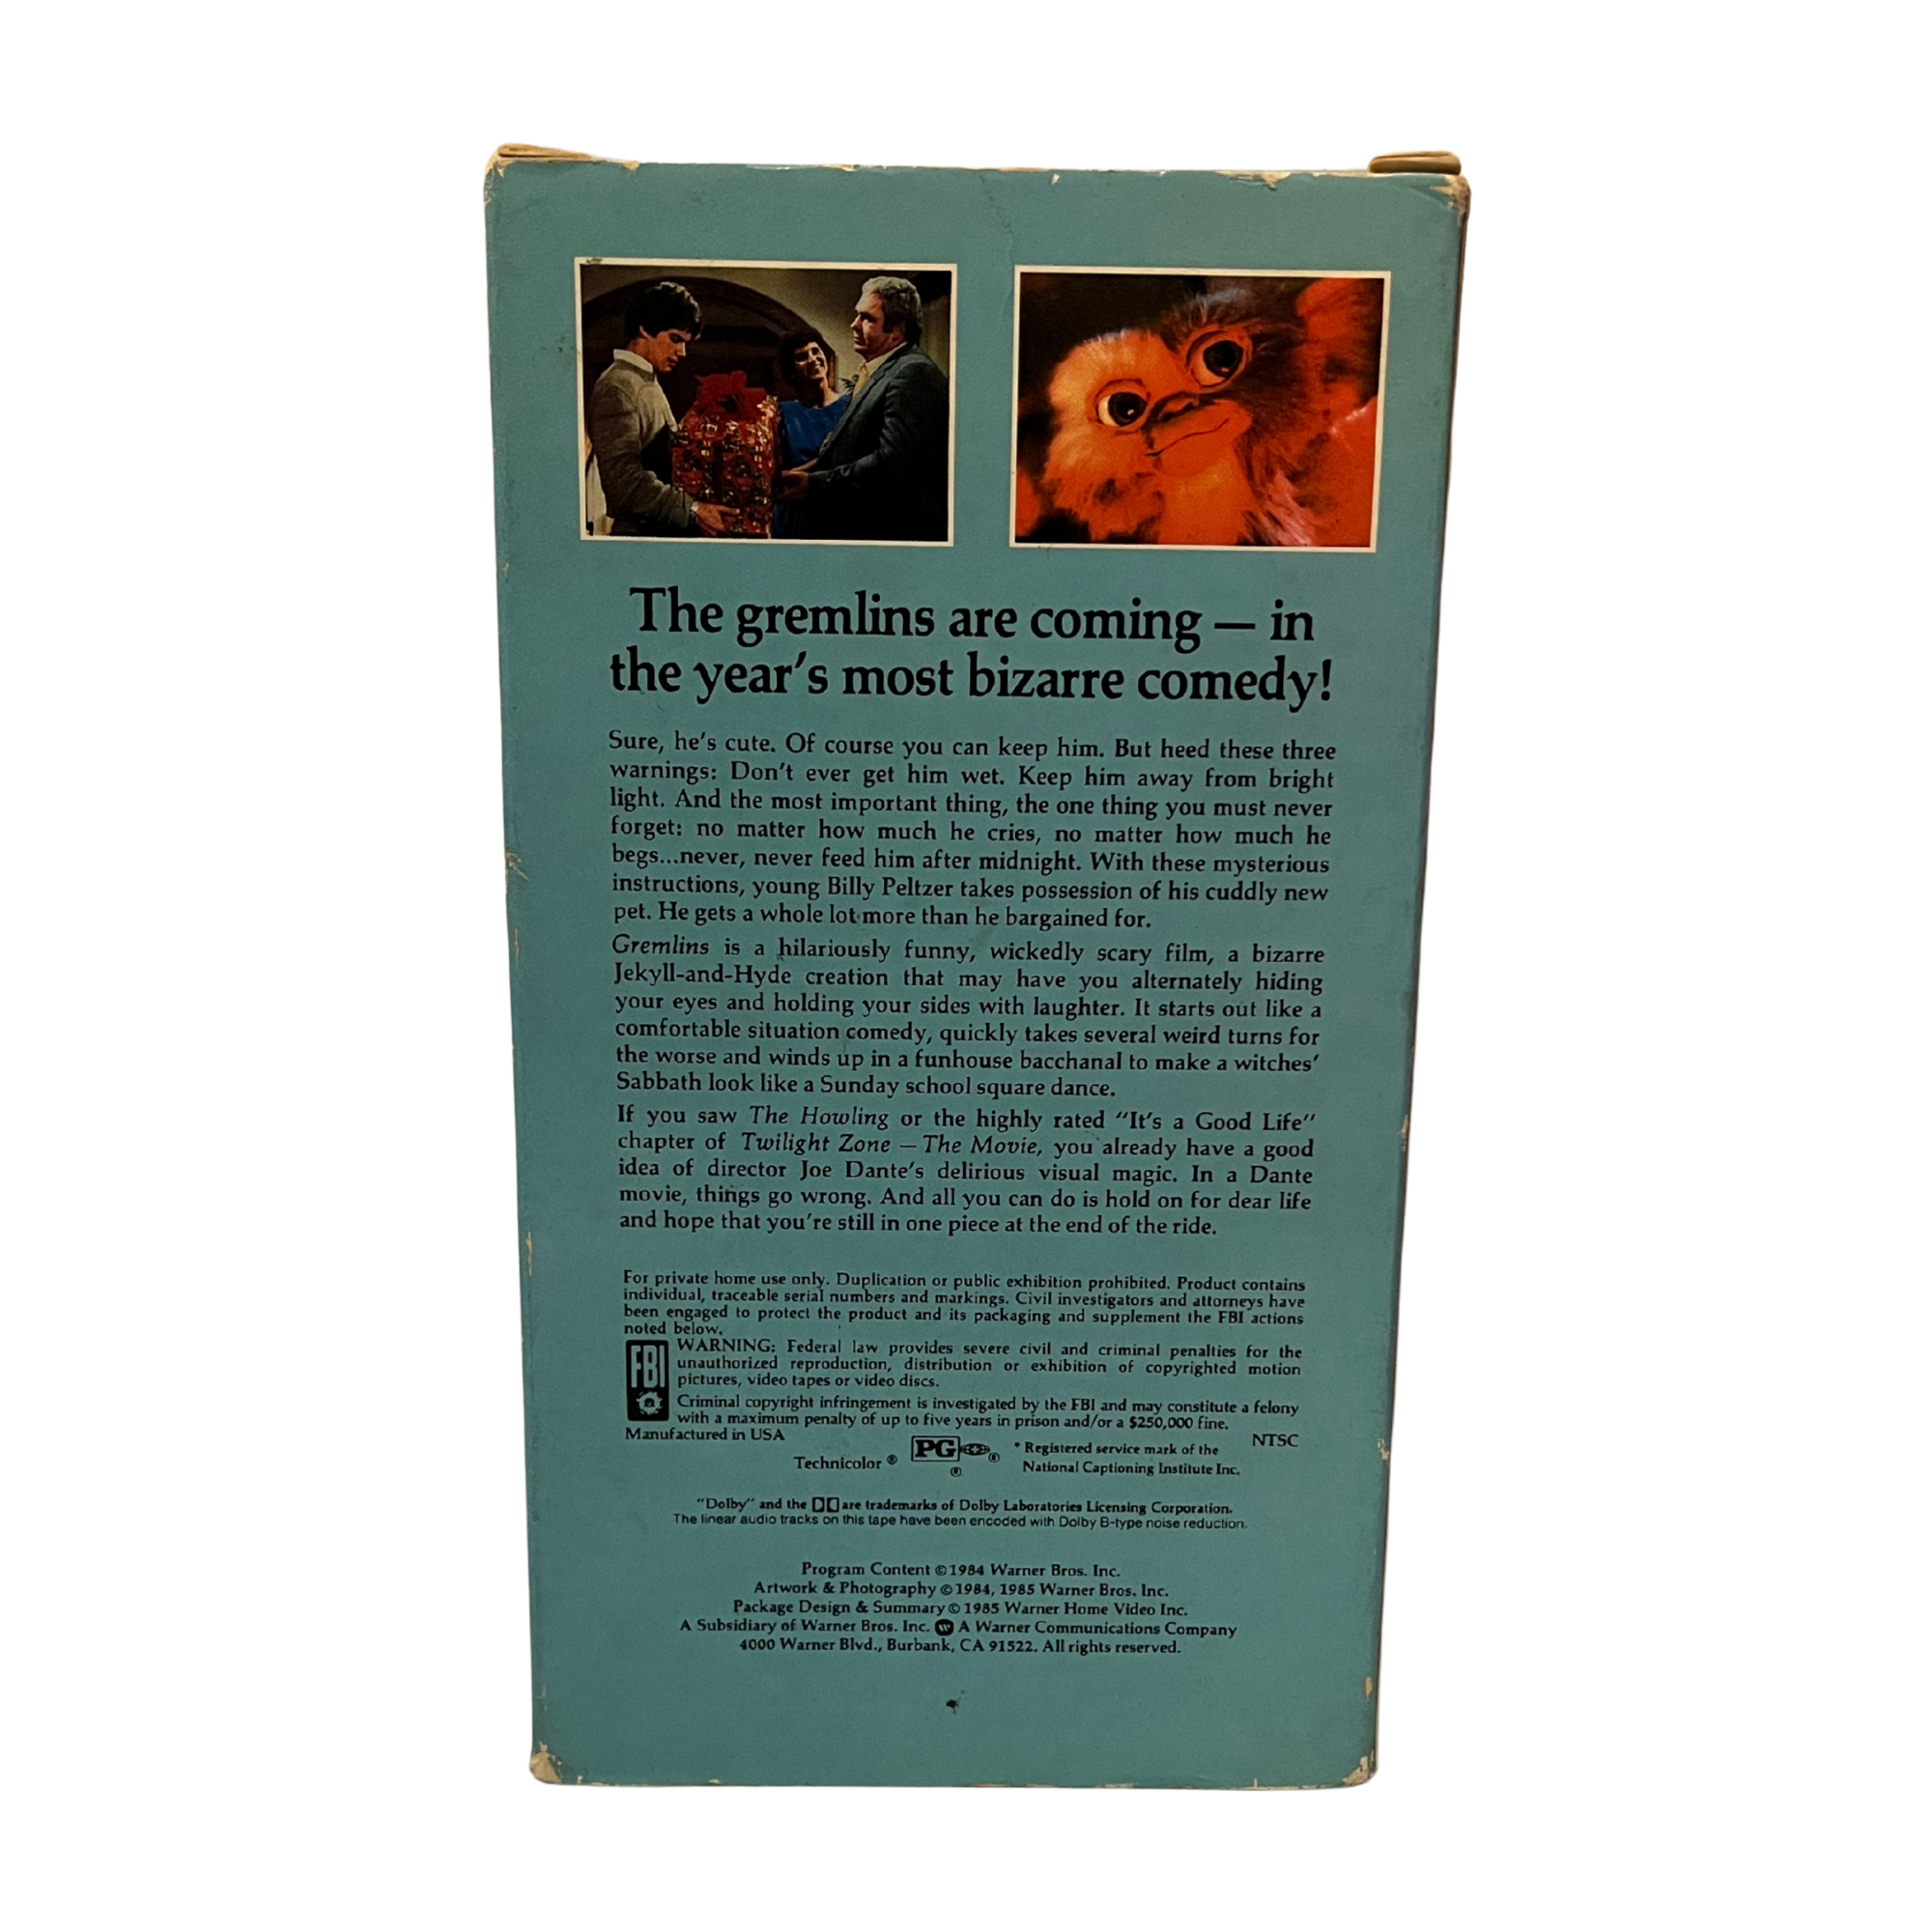 The gremlins are coming — in
the year's most bizarre comedy!
Sure, he's cute. Of course you can keep him. But heed these three
warnings: Don't ever get him wet. Keep him away from bright
light. And the most important thing, the one thing you must never
forget: no matter how much he cries, no matter how much he
begs...never, never feed him after midnight. With these mysterious
instructions, young Billy Peltzer takes possession of his cuddly new
pet. He gets a whole lot more than he bargained for.
Gremlins is a hilariously funny, wickedly scary film, a bizarre
Jekyll-and-Hyde creation that may have you alternately hiding
your eyes and holding your sides with laughter. It starts out like a
comfortable situation comedy, quickly takes several weird turns for
the worse and winds up in a funhouse bacchanal to make a witches'
Sabbath look like a Sunday school square dance.
If you saw The Howling or the highly rated "It's a Good Life"
chapter of Twilight Zone — The Movie, you already have a good
idea of director Joe Dante's delirious visual magic. In a Dante
movie, things go wrong. And all you can do is hold on for dear life
and hope that you're still in one piece at the end of the ride.
For private home use only. Duplication or public exhibition prohibited. Product contains
individual, traceable serial numbers and markings. Civil investigators and attorneys have
been engaged to protect the product and its packaging and supplement the FBI actions
noted below.
FBI
WARNING: Federal law provides severe civil and criminal penalties for the
unauthorized reproduction, distribution or exhibition of copyrighted motion
pictures, video tapes or video discs.
Criminal copyright infringement is investigated by the FBI and may constitute a felony
with a maximum penalty of up to five years in prison and/or a $250,000 fine.
Manufactured in USA
Technicolor ®
PG ®
®
* Registered service mark of the
National Captioning Institute Inc.
NTSC
"Dolby" and the are trademarks of Dolby Laboratories Licensing Corporation.
The linear audio tracks on this tape have been encoded with Dolby B-type noise reduction.
Program Content © 1984 Warner Bros. Inc.
Artwork & Photography © 1984, 1985 Warner Bros. Inc.
Package Design & Summary © 1985 Warner Home Video Inc.
A Subsidiary of Warner Bros. Inc. A Warner Communications Company
4000 Warner Blvd., Burbank, CA 91522. All rights reserved.